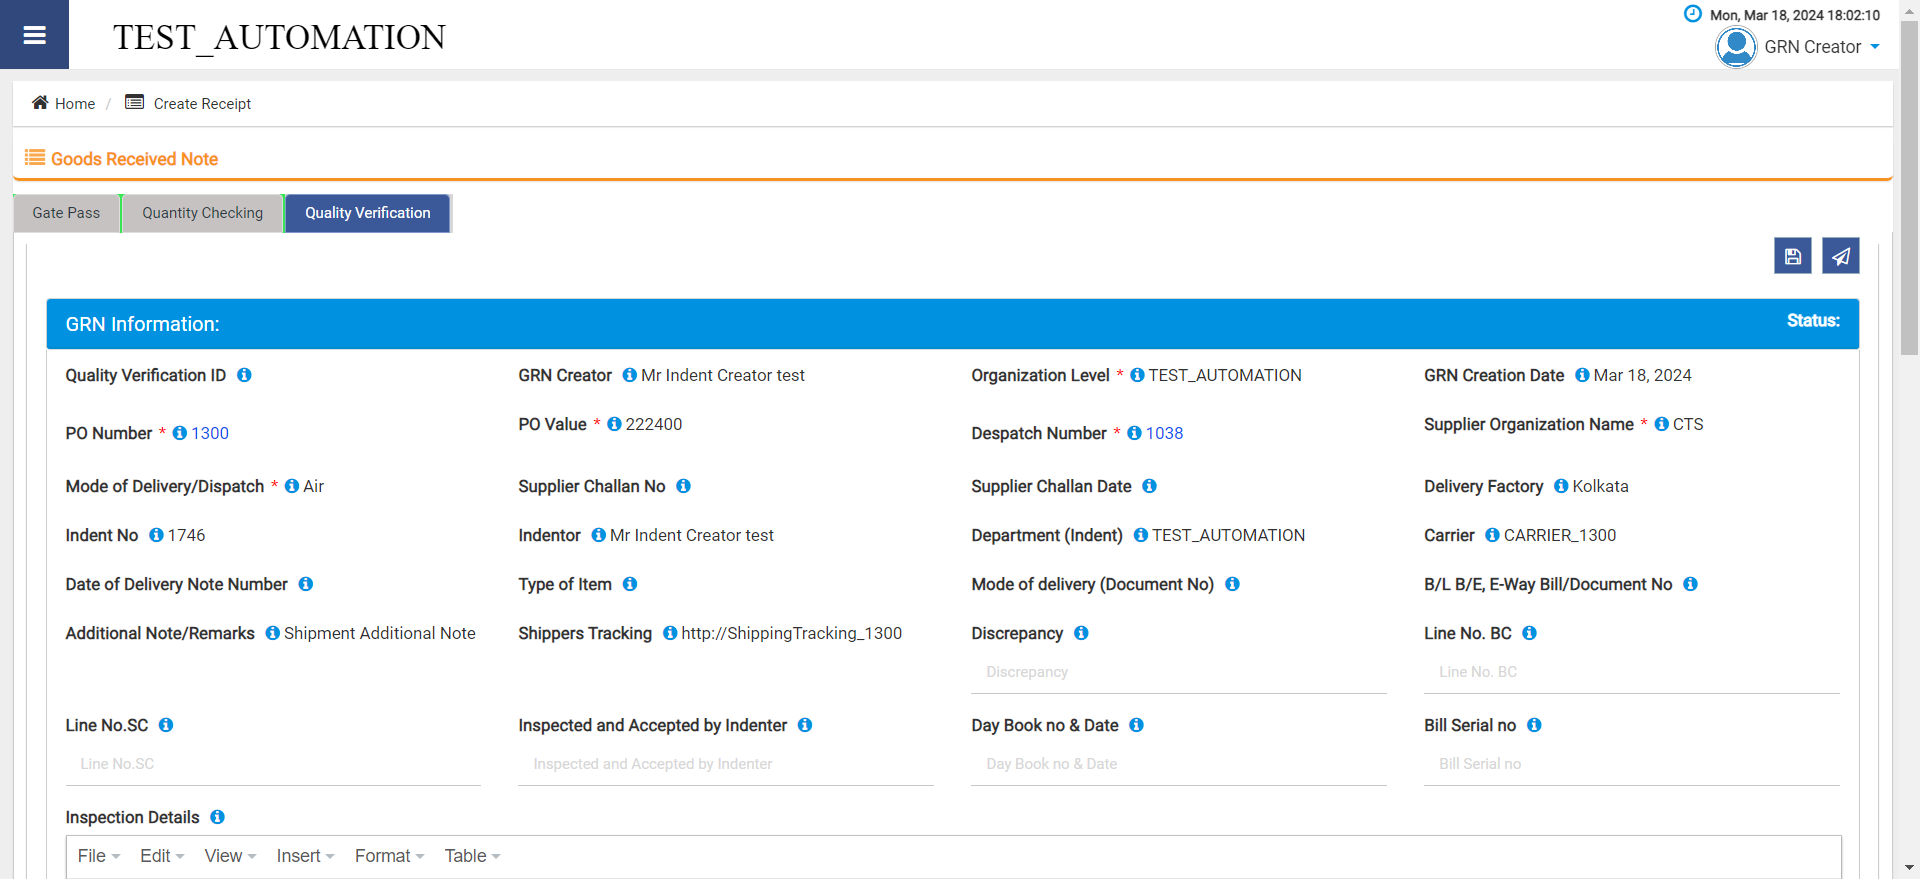 TEST_AUTOMATION
Mon, Mar 18, 2024 18:02:10
GRN Creator
Home / Create Receipt
Goods Received Note
Gate Pass
Quantity Checking
Quality Verification
GRN Information:
Status:
Quality Verification ID
GRN Creator Mr Indent Creator test
Organization Level * TEST_AUTOMATION
GRN Creation Date Mar 18, 2024
PO Number * 1300
PO Value * 222400
Despatch Number * 1038
Supplier Organization Name * CTS
Mode of Delivery/Dispatch * Air
Supplier Challan No
Supplier Challan Date
Delivery Factory Kolkata
Indent No 1746
Indentor Mr Indent Creator test
Department (Indent) TEST_AUTOMATION
Carrier CARRIER_1300
Date of Delivery Note Number
Type of Item
Mode of delivery (Document No)
B/L B/E, E-Way Bill/Document No
Additional Note/Remarks Shipment Additional Note
Shippers Tracking http://ShippingTracking_1300
Discrepancy
Discrepancy
Line No. BC
Line No. BC
Line No.SC
Line No.SC
Inspected and Accepted by Indenter
Inspected and Accepted by Indenter
Day Book no & Date
Day Book no & Date
Bill Serial no
Bill Serial no
Inspection Details
File Edit View Insert Format Table